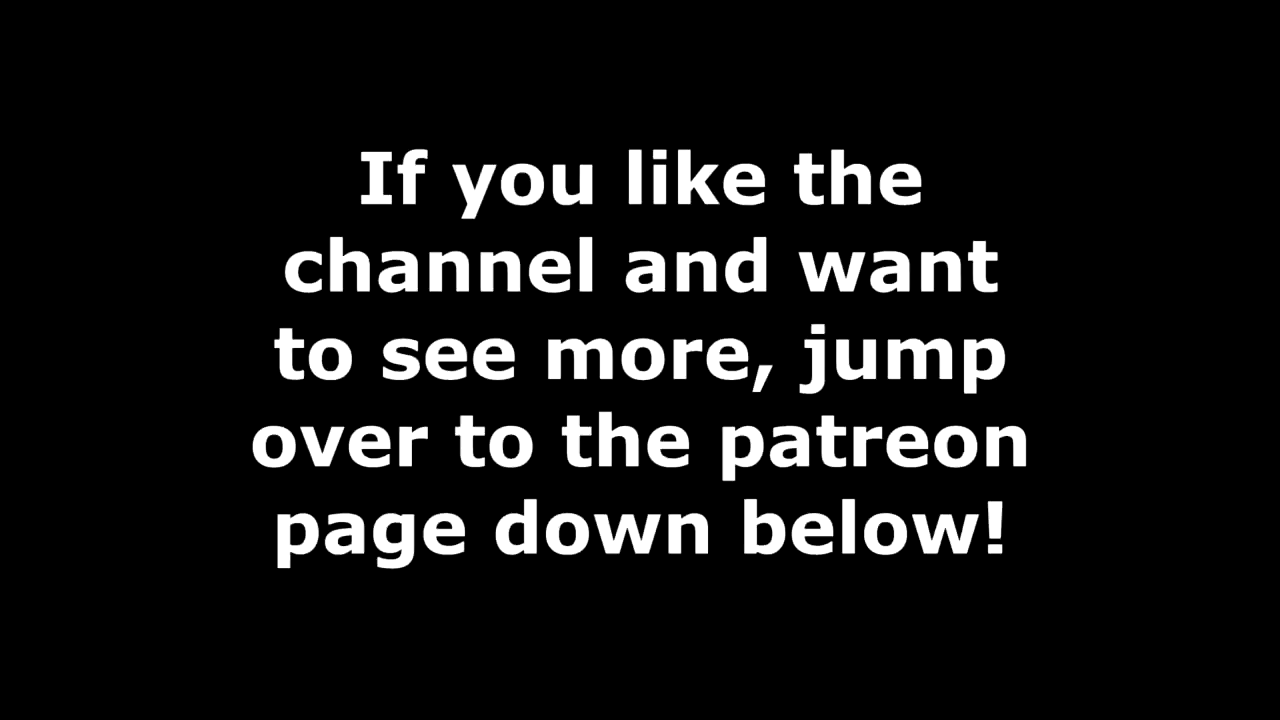 If you like the
channel and want
to see more, jump
over to the patreon
page down below!